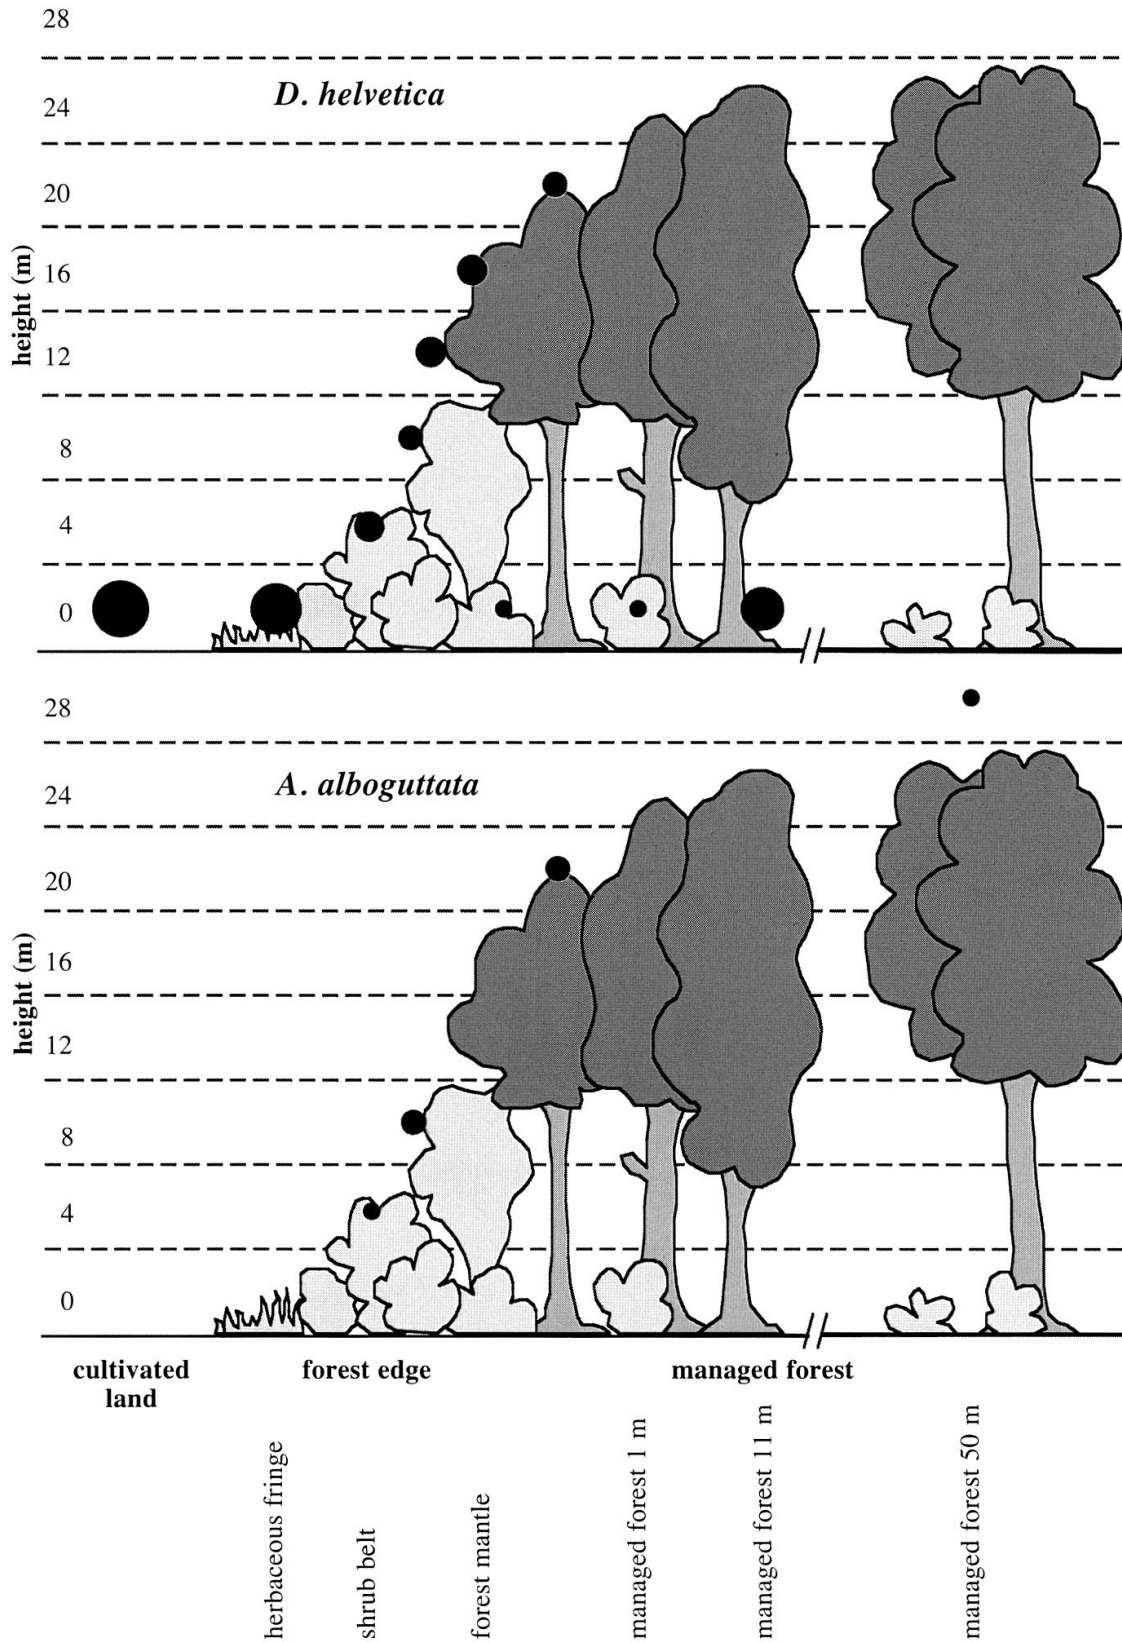 28
D. helvetica
24
20
16
12
8
4
0
height (m)
28
A. alboguttata
24
20
16
12
8
4
0
height (m)
cultivated
land
forest edge
managed forest
herbaceous fringe
shrub belt
forest mantle
managed forest 1 m
managed forest 11 m
managed forest 50 m